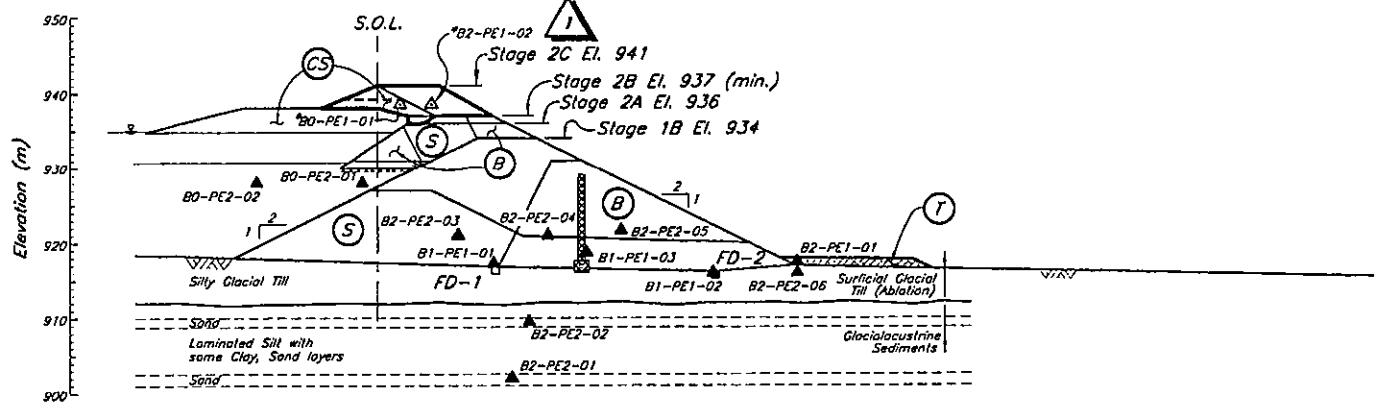 950
S.O.L.
*B2-PE1-02
1
CS
Stage 2C El. 941
Stage 2B El. 937 (min.)
Stage 2A El. 936
Stage 1B El. 934
940
*B0-PE1-01
S
B
Elevation (m)
930
B0-PE2-02
B0-PE2-01
2
1
B
T
S
B2-PE2-03
B2-PE2-04
B2-PE2-05
2
1
920
B1-PE1-01
B1-PE1-03
FD-2
B2-PE1-01
Silty Glacial Till
FD-1
B1-PE1-02
B2-PE2-06
Surficial Glacial
Till (Ablation)
910
Sand
B2-PE2-02
Laminated Silt with
some Clay, Sand layers
Glaciolacustrine
Sediments
B2-PE2-01
Sand
900